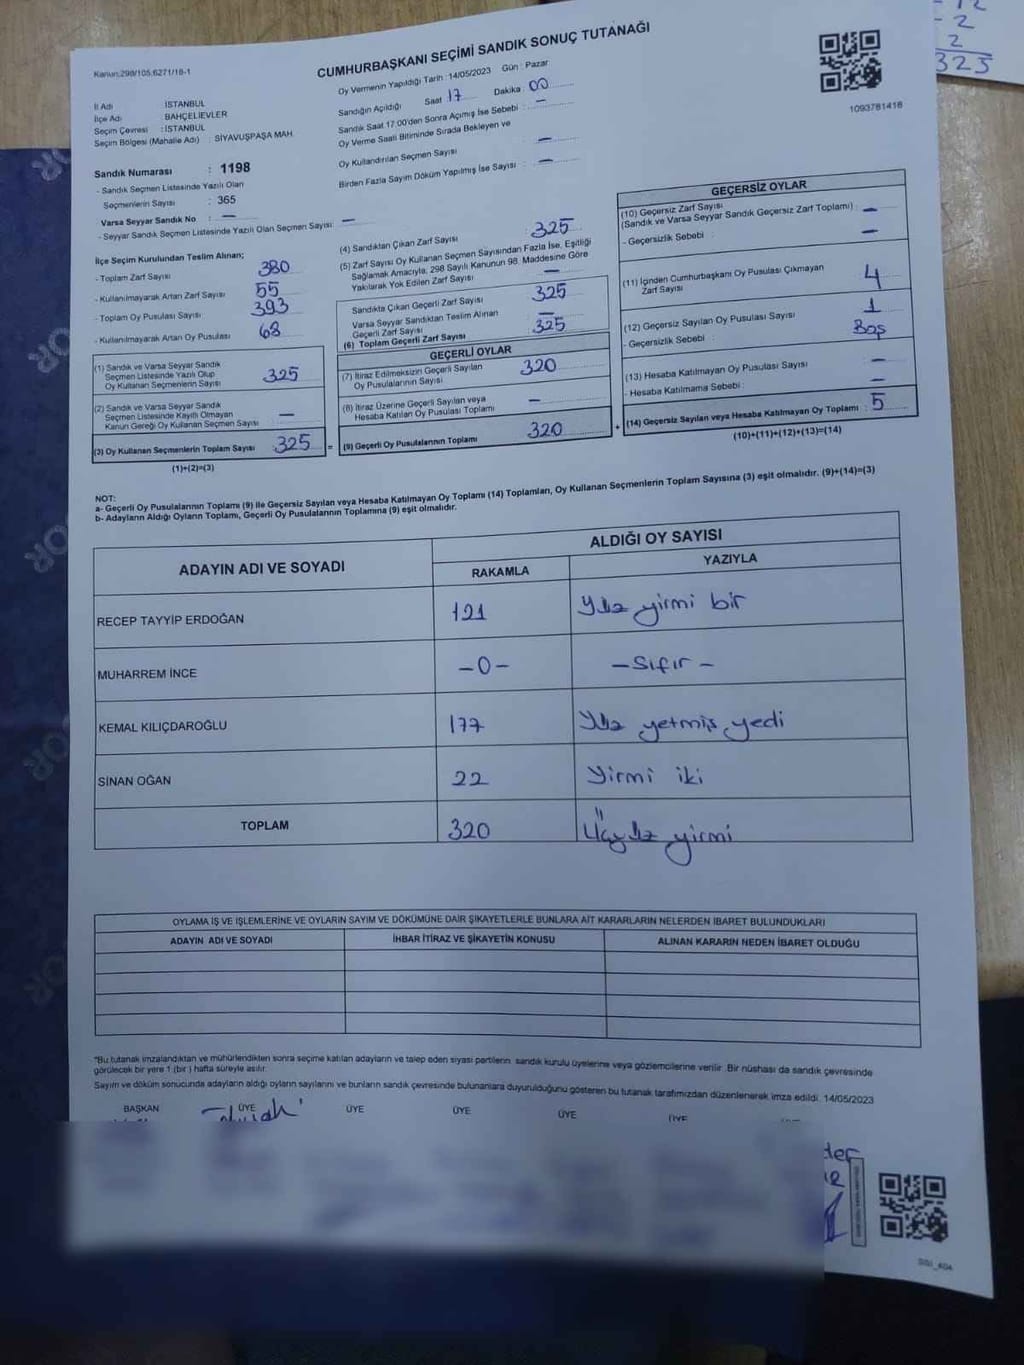 - 12
- 2
2
325
Kanun:298/105,6271/18-1
CUMHURBAŞKANI SEÇİMİ SANDIK SONUÇ TUTANAĞI
1093781418
İl Adı : İSTANBUL
İlçe Adı : BAHÇELİEVLER
Seçim Çevresi : İSTANBUL
Seçim Bölgesi (Mahalle Adı) : SİYAVUŞPAŞA MAH.
Oy Vermenin Yapıldığı Tarih : 14/05/2023 Gün : Pazar
Sandığın Açıldığı Saat 17 Dakika 00
Sandık Saat 17:00'den Sonra Açımış İse Sebebi : —
Oy Verme Saati Bitiminde Sırada Bekleyen ve
Oy Kullandırılan Seçmen Sayısı —
Birden Fazla Sayım Döküm Yapılmış İse Sayısı : —
Sandık Numarası : 1198
- Sandık Seçmen Listesinde Yazılı Olan
Seçmenlerin Sayısı : 365
Varsa Seyyar Sandık No : —
- Seyyar Sandık Seçmen Listesinde Yazılı Olan Seçmen Sayısı : —
İlçe Seçim Kurulundan Teslim Alınan;
- Toplam Zarf Sayısı 380
- Kullanılmayarak Artan Zarf Sayısı 55
- Toplam Oy Pusulası Sayısı 393
- Kullanılmayarak Artan Oy Pusulası 68
(1) Sandık ve Varsa Seyyar Sandık
Seçmen Listesinde Yazılı Olup
Oy Kullanan Seçmenlerin Sayısı 325
(2) Sandık ve Varsa Seyyar Sandık
Seçmen Listesinde Kayıtlı Olmayan
Kanun Gereği Oy Kullanan Seçmen Sayısı —
(3) Oy Kullanan Seçmenlerin Toplam Sayısı 325 =
(1)+(2)=(3)
(4) Sandıktan Çıkan Zarf Sayısı 325
(5) Zarf Sayısı Oy Kullanan Seçmen Sayısından Fazla İse, Eşitliği
Sağlamak Amacıyla, 298 Sayılı Kanunun 98. Maddesine Göre
Yakılarak Yok Edilen Zarf Sayısı —
Sandıkta Çıkan Geçerli Zarf Sayısı 325
Varsa Seyyar Sandıktan Teslim Alınan
Geçerli Zarf Sayısı —
(6) Toplam Geçerli Zarf Sayısı 325
GEÇERLİ OYLAR
(7) İtiraz Edilmeksizin Geçerli Sayılan
Oy Pusulalarının Sayısı 320
(8) İtiraz Üzerine Geçerli Sayılan veya
Hesaba Katılan Oy Pusulası Toplamı —
(9) Geçerli Oy Pusulalarının Toplamı 320 +
GEÇERSİZ OYLAR
(10) Geçersiz Zarf Sayısı
(Sandık ve Varsa Seyyar Sandık Geçersiz Zarf Toplamı) : —
- Geçersizlik Sebebi : —
(11) İçinden Cumhurbaşkanı Oy Pusulası Çıkmayan
Zarf Sayısı 4
(12) Geçersiz Sayılan Oy Pusulası Sayısı 1
- Geçersizlik Sebebi : Boş
(13) Hesaba Katılmayan Oy Pusulası Sayısı —
- Hesaba Katılmama Sebebi : —
(14) Geçersiz Sayılan veya Hesaba Katılmayan Oy Toplamı : 5
(10)+(11)+(12)+(13)=(14)
NOT:
a- Geçerli Oy Pusulalarının Toplamı (9) ile Geçersiz Sayılan veya Hesaba Katılmayan Oy Toplamı (14) Toplamları, Oy Kullanan Seçmenlerin Toplam Sayısına (3) eşit olmalıdır. (9)+(14)=(3)
b- Adayların Aldığı Oyların Toplamı, Geçerli Oy Pusulalarının Toplamına (9) eşit olmalıdır.
ADAYIN ADI VE SOYADI ALDIĞI OY SAYISI
RAKAMLA YAZIYLA
RECEP TAYYİP ERDOĞAN 121 Yüz yirmi bir
MUHARREM İNCE -0- -Sıfır-
KEMAL KILIÇDAROĞLU 177 Yüz yetmiş yedi
SİNAN OĞAN 22 Yirmi iki
TOPLAM 320 Üçyüz yirmi
OYLAMA İŞ VE İŞLEMLERİNE VE OYLARIN SAYIM VE DÖKÜMÜNE DAİR ŞİKAYETLERLE BUNLARA AİT KARARLARIN NELERDEN İBARET BULUNDUKLARI
ADAYIN ADI VE SOYADI İHBAR İTİRAZ VE ŞİKAYETİN KONUSU ALINAN KARARIN NEDEN İBARET OLDUĞU
"Bu tutanak imzalandıktan ve mühürlendikten sonra seçime katılan adayların ve talep eden siyasi partilerin sandık kurulu üyelerine veya gözlemcilerine verilir. Bir nüshası da sandık çevresinde
görülecek bir yere 1 (bir) hafta süreyle asılır.
Sayım ve döküm sonucunda adayların aldığı oyların sayılarını ve bunların sandık çevresinde bulunanlara duyurulduğunu gösteren bu tutanak tarafımızdan düzenlenerek imza edildi. 14/05/2023
BAŞKAN ÜYE ÜYE ÜYE ÜYE ÜYE